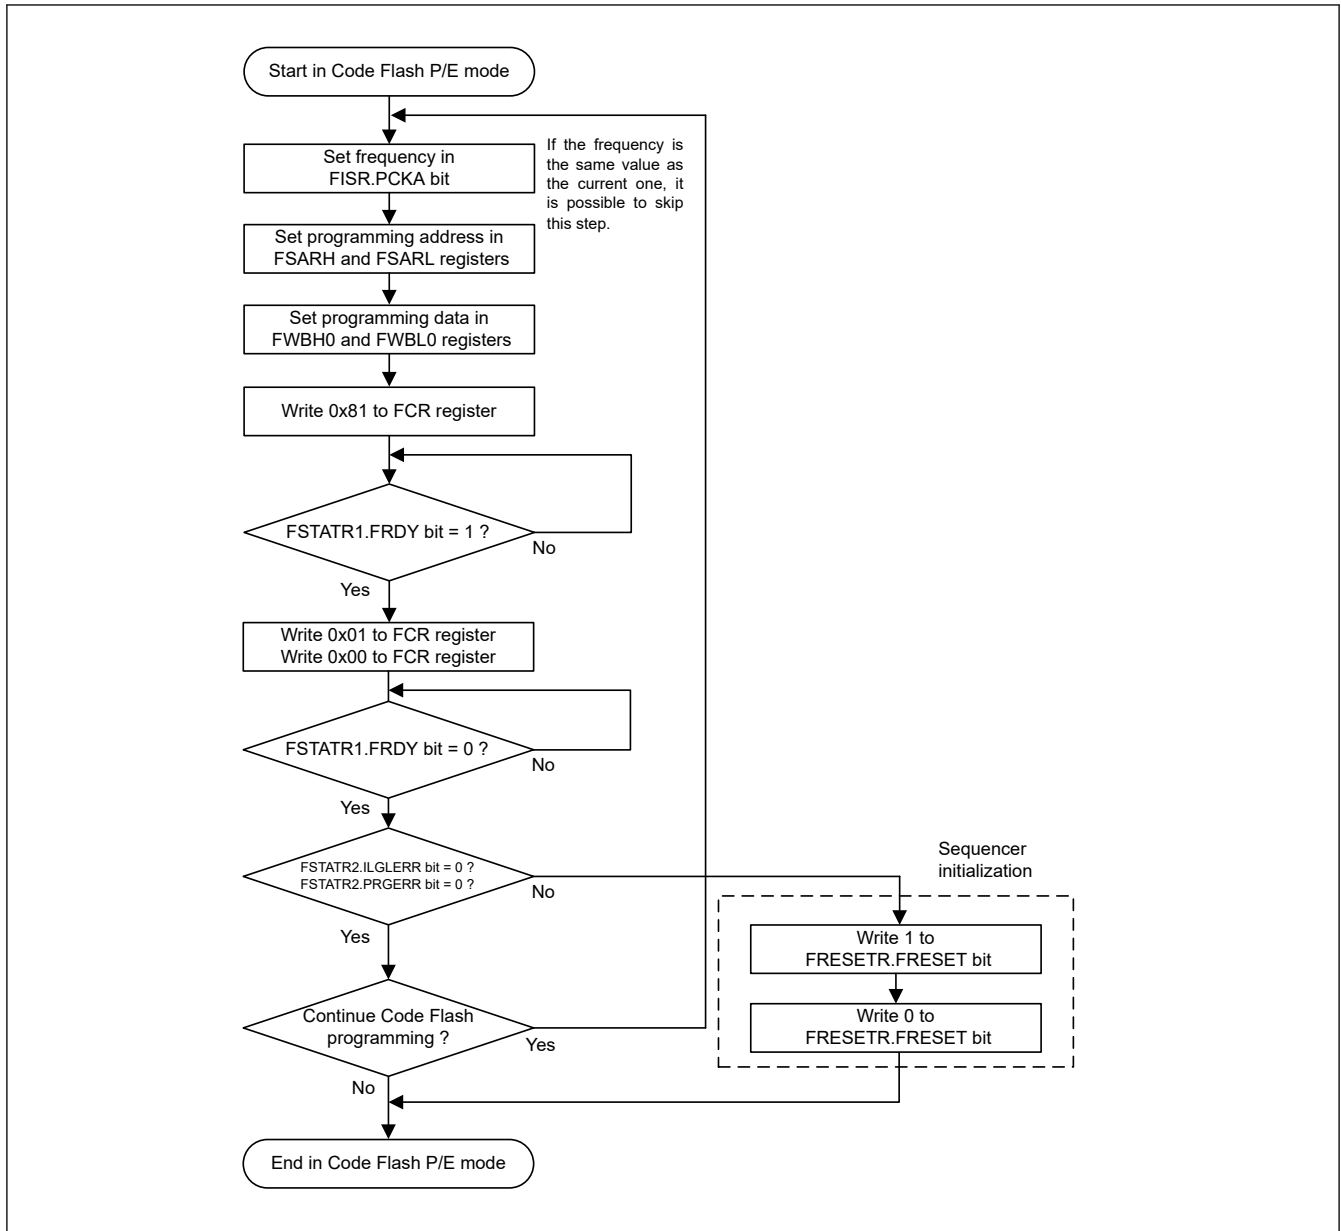 Start in Code Flash P/E mode
If the frequency is
the same value as
the current one, it
is possible to skip
this step.
Set frequency in
FISR.PCKA bit
Set programming address in
FSARH and FSARL registers
Set programming data in
FWBH0 and FWBL0 registers
Write 0x81 to FCR register
FSTATR1.FRDY bit = 1 ?
No
Yes
Write 0x01 to FCR register
Write 0x00 to FCR register
FSTATR1.FRDY bit = 0 ?
No
Yes
FSTATR2.ILGLERR bit = 0 ?
FSTATR2.PRGERR bit = 0 ?
No
Yes
Sequencer
initialization
Write 1 to
FRESETR.FRESET bit
Write 0 to
FRESETR.FRESET bit
Continue Code Flash
programming ?
Yes
No
End in Code Flash P/E mode